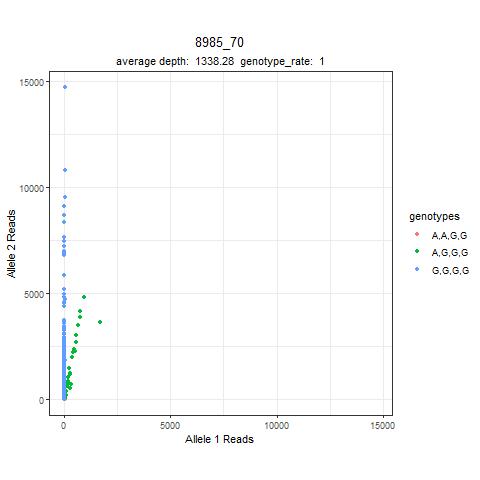 8985_70
average depth:  1338.28  genotype_rate:  1
15000
10000
5000
0
Allele 2 Reads
0
5000
10000
15000
Allele 1 Reads
genotypes
A,A,G,G
A,G,G,G
G,G,G,G